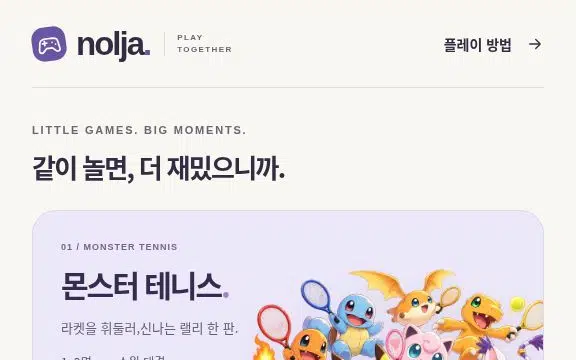 nolja.
PLAY
TOGETHER
플레이 방법 →
LITTLE GAMES. BIG MOMENTS.
같이 놀면, 더 재밌으니까.
01 / MONSTER TENNIS
몬스터 테니스.
라켓을 휘둘러,신나는 랠리 한 판.